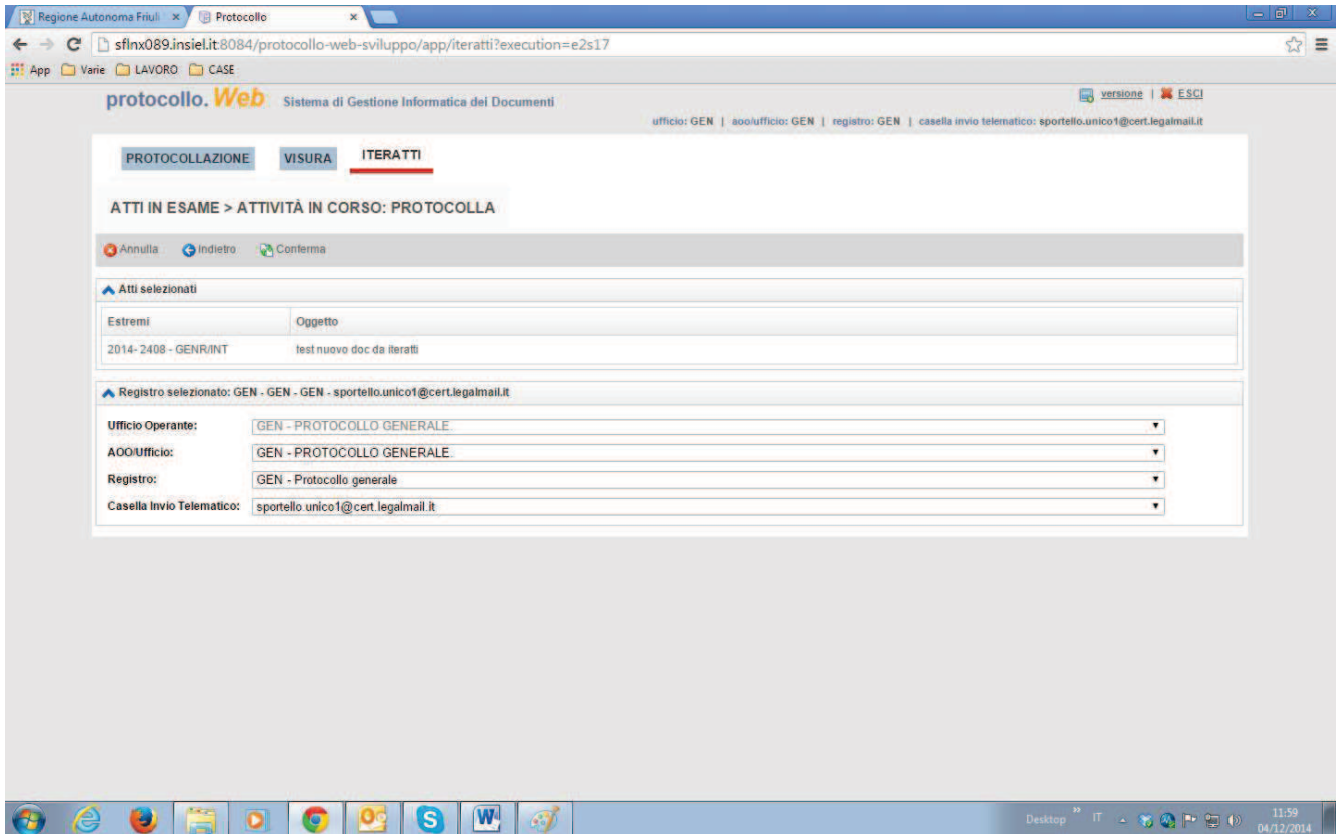 Regione Autonoma Friuli
Protocollo
sflnx089.insiel.it:8084/protocollo-web-sviluppo/app/iteratti?execution=e2s17
App Varie LAVORO CASE
protocollo. Web Sistema di Gestione Informatica dei Documenti
versione | ESCI
ufficio: GEN | aoo/ufficio: GEN | registro: GEN | casella invio telematico: sportello.unico1@cert.legalmail.it
PROTOCOLLAZIONE VISURA ITERATTI
ATTI IN ESAME > ATTIVITÀ IN CORSO: PROTOCOLLA
Annulla Indietro Conferma
Atti selezionati
Estremi Oggetto
2014- 2408 - GENR/INT test nuovo doc da iteratti
Registro selezionato: GEN - GEN - GEN - sportello.unico1@cert.legalmail.it
Ufficio Operante: GEN - PROTOCOLLO GENERALE.
AOO/Ufficio: GEN - PROTOCOLLO GENERALE.
Registro: GEN - Protocollo generale
Casella Invio Telematico: sportello.unico1@cert.legalmail.it
Desktop IT 11:59
04/12/2014